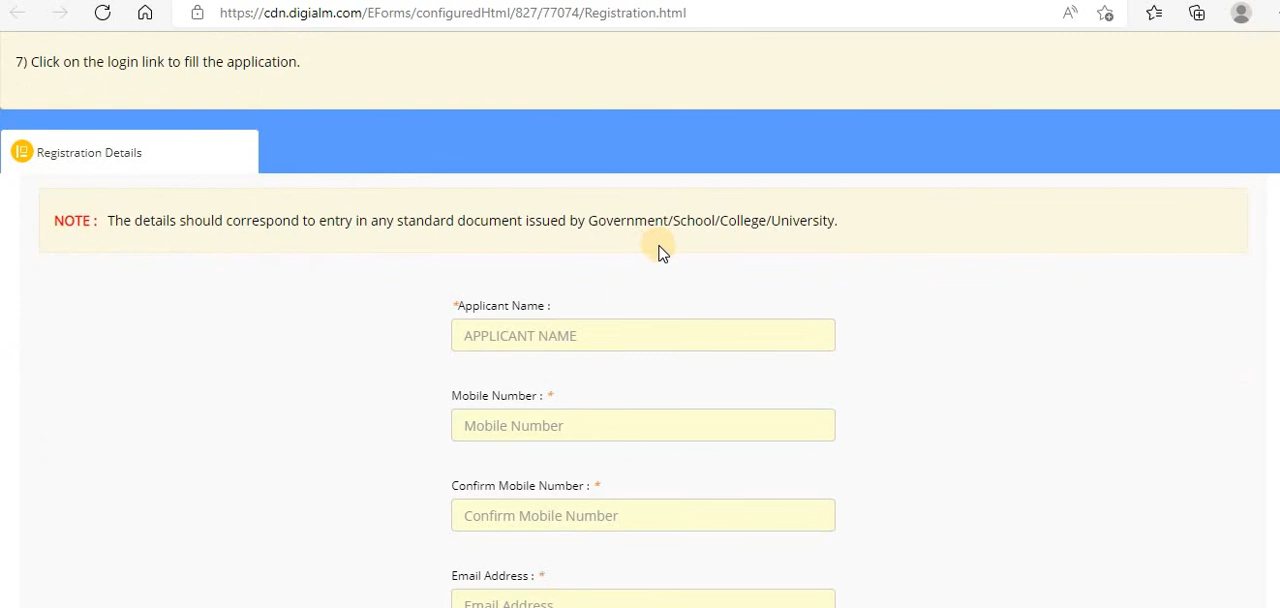 https://cdn.digialm.com/EForms/configuredHtml/827/77074/Registration.html
7) Click on the login link to fill the application.
Registration Details
NOTE : The details should correspond to entry in any standard document issued by Government/School/College/University.
*Applicant Name :
APPLICANT NAME
Mobile Number : *
Mobile Number
Confirm Mobile Number : *
Confirm Mobile Number
Email Address : *
Email Address